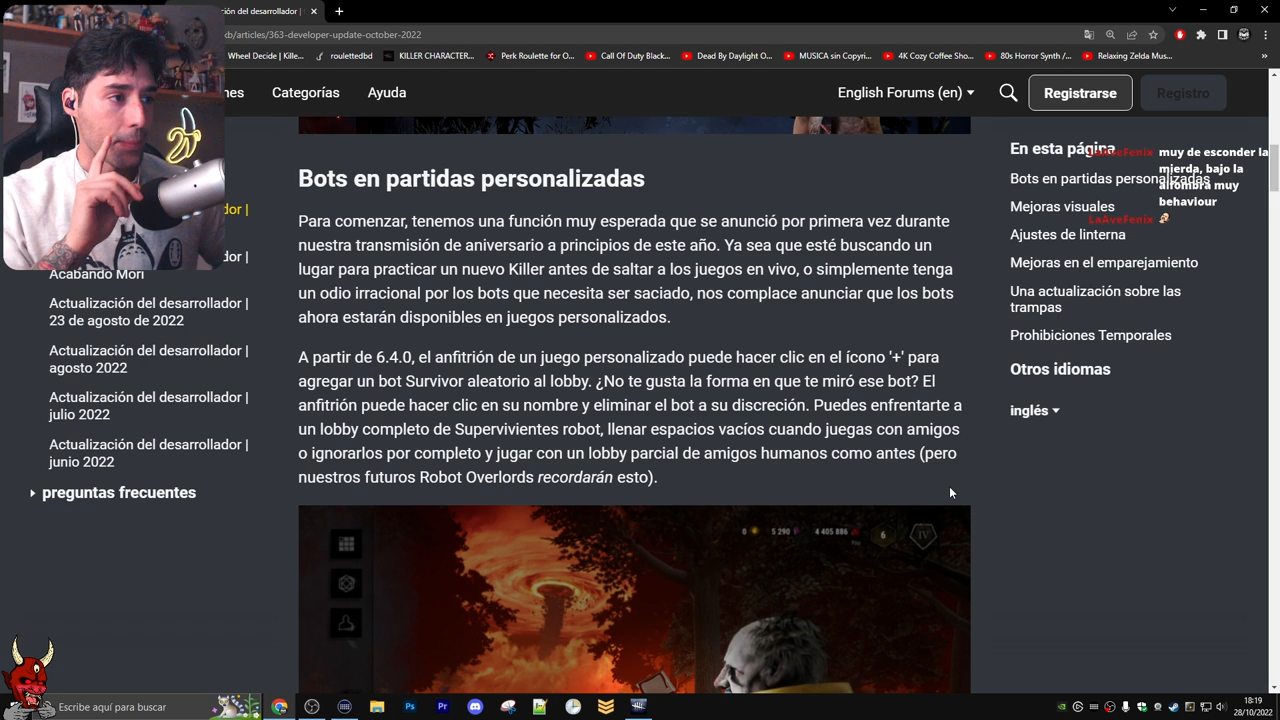 ón del desarrollador |
kb/articles/363-developer-update-october-2022
Wheel Decide | Kille...
roulettedbd
KILLER CHARACTER...
Perk Roulette for O...
Call Of Duty Black...
Dead By Daylight O...
MUSICA sin Copyri...
4K Cozy Coffee Sho...
80s Horror Synth /...
Relaxing Zelda Mus...
nes
Categorías
Ayuda
English Forums (en)
Registrarse
Registro
dor |
dor |
Acabando Mori
Actualización del desarrollador |
23 de agosto de 2022
Actualización del desarrollador |
agosto 2022
Actualización del desarrollador |
julio 2022
Actualización del desarrollador |
junio 2022
preguntas frecuentes
Bots en partidas personalizadas
Para comenzar, tenemos una función muy esperada que se anunció por primera vez durante
nuestra transmisión de aniversario a principios de este año. Ya sea que esté buscando un
lugar para practicar un nuevo Killer antes de saltar a los juegos en vivo, o simplemente tenga
un odio irracional por los bots que necesita ser saciado, nos complace anunciar que los bots
ahora estarán disponibles en juegos personalizados.
A partir de 6.4.0, el anfitrión de un juego personalizado puede hacer clic en el ícono '+' para
agregar un bot Survivor aleatorio al lobby. ¿No te gusta la forma en que te miró ese bot? El
anfitrión puede hacer clic en su nombre y eliminar el bot a su discreción. Puedes enfrentarte a
un lobby completo de Supervivientes robot, llenar espacios vacíos cuando juegas con amigos
o ignorarlos por completo y jugar con un lobby parcial de amigos humanos como antes (pero
nuestros futuros Robot Overlords recordarán esto).
0
5 290
4 405 886
6
IV
En esta página
Bots en partidas personalizadas
Mejoras visuales
Ajustes de linterna
Mejoras en el emparejamiento
Una actualización sobre las
trampas
Prohibiciones Temporales
Otros idiomas
inglés
LaAveFenix muy de esconder la
mierda, bajo la
alfombra muy
behaviour
LaAveFenix
Escribe aquí para buscar
18:19
28/10/2022